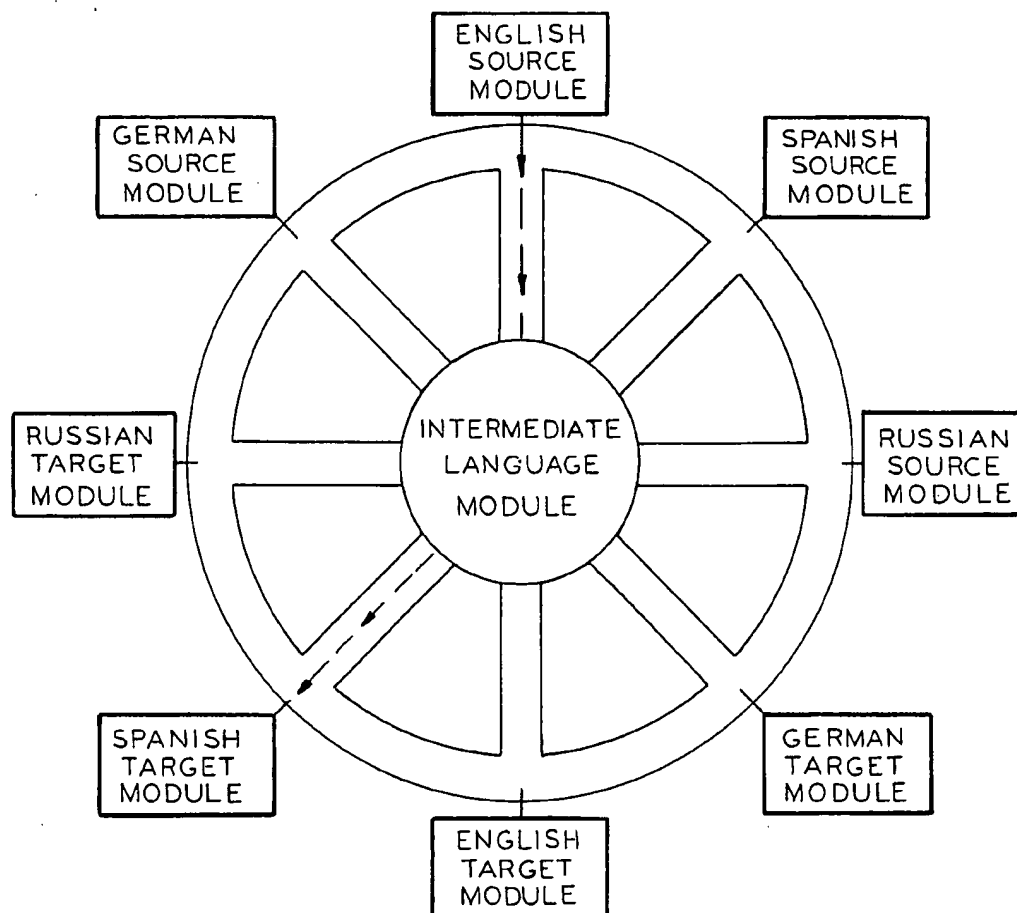 ENGLISH
SOURCE
MODULE
GERMAN
SOURCE
MODULE
SPANISH
SOURCE
MODULE
RUSSIAN
TARGET
MODULE
INTERMEDIATE
LANGUAGE
MODULE
RUSSIAN
SOURCE
MODULE
SPANISH
TARGET
MODULE
GERMAN
TARGET
MODULE
ENGLISH
TARGET
MODULE